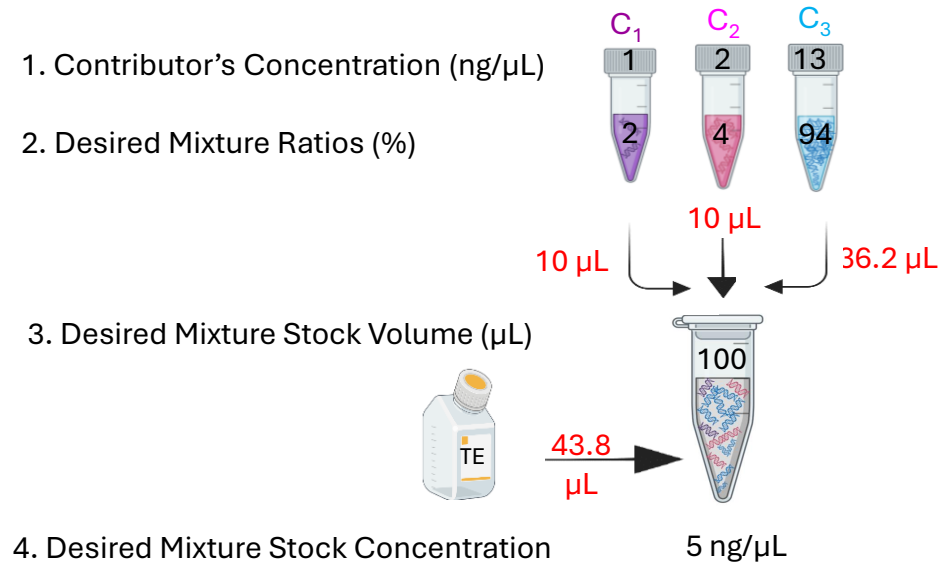 C₁ C₂ C₃
1. Contributor's Concentration (ng/µL) 1 2 13
2. Desired Mixture Ratios (%) 2 4 94
10 µL
10 µL 36.2 µL
3. Desired Mixture Stock Volume (µL)
100
TE
43.8
µL
4. Desired Mixture Stock Concentration 5 ng/µL